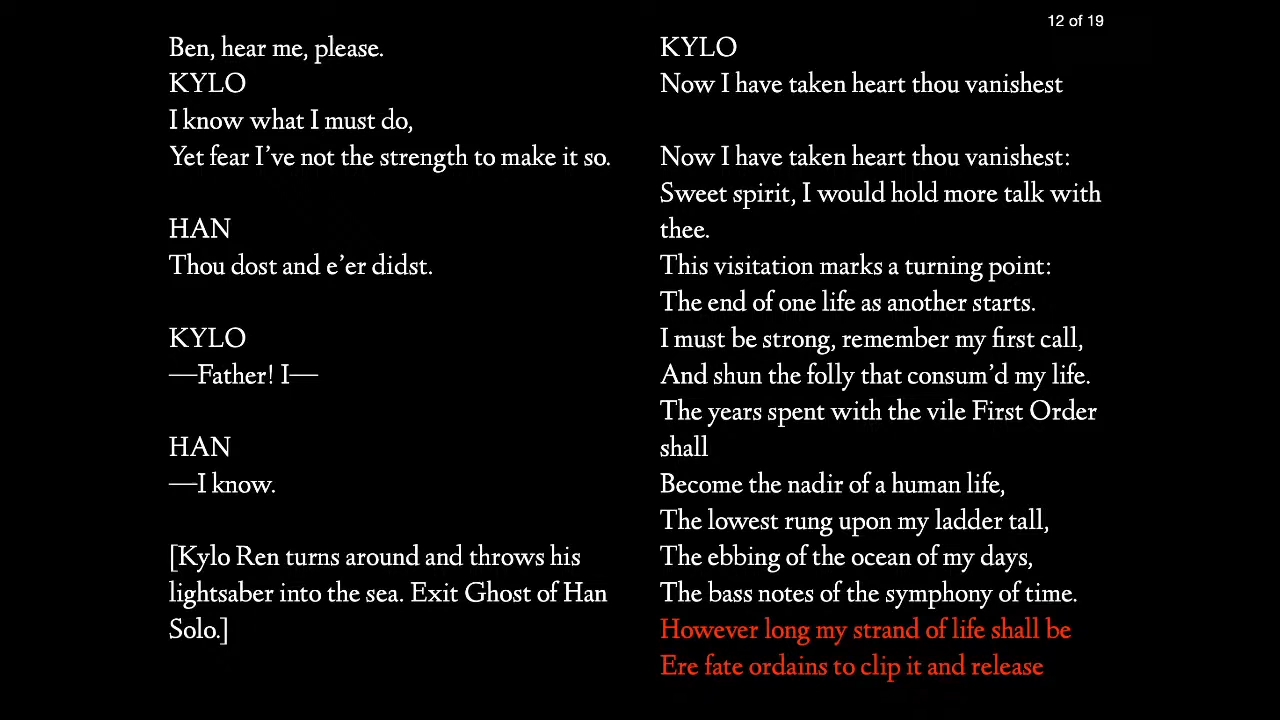 12 of 19
Ben, hear me, please.
KYLO
I know what I must do,
Yet fear I’ve not the strength to make it so.
HAN
Thou dost and e’er didst.
KYLO
—Father! I—
HAN
—I know.
[Kylo Ren turns around and throws his
lightsaber into the sea. Exit Ghost of Han
Solo.]
KYLO
Now I have taken heart thou vanishest
Now I have taken heart thou vanishest:
Sweet spirit, I would hold more talk with
thee.
This visitation marks a turning point:
The end of one life as another starts.
I must be strong, remember my first call,
And shun the folly that consum’d my life.
The years spent with the vile First Order
shall
Become the nadir of a human life,
The lowest rung upon my ladder tall,
The ebbing of the ocean of my days,
The bass notes of the symphony of time.
However long my strand of life shall be
Ere fate ordains to clip it and release